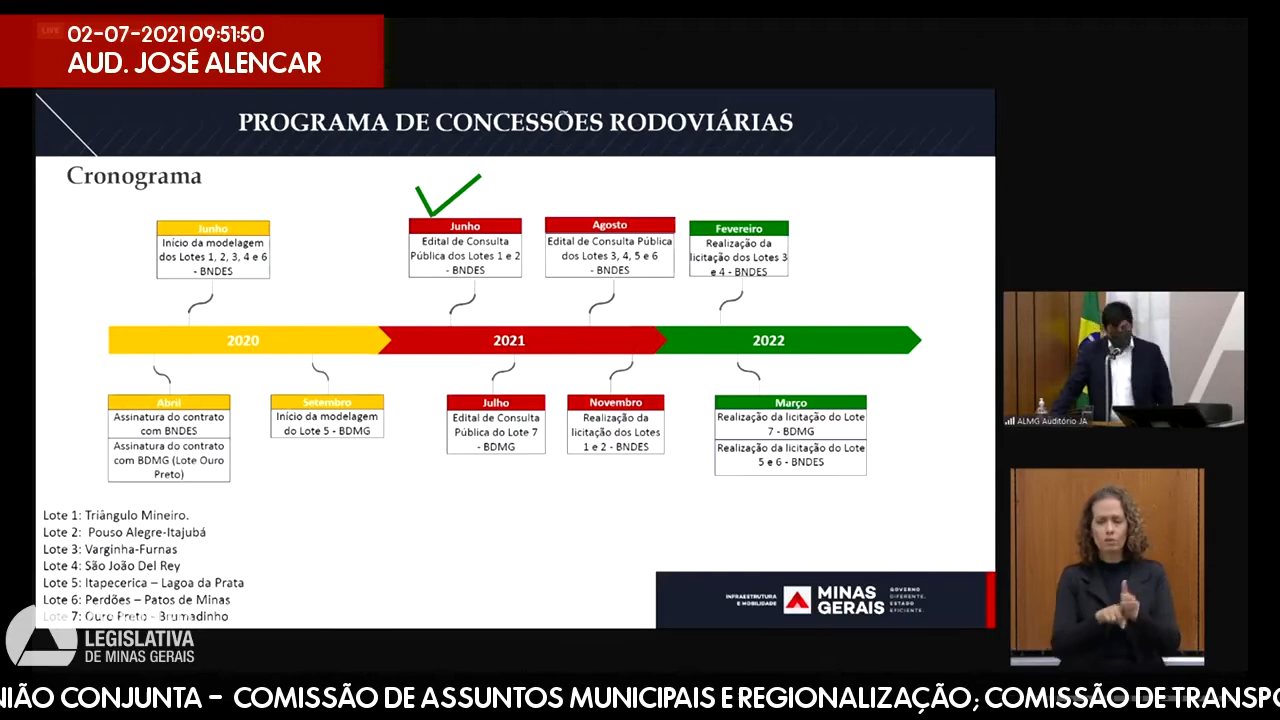 LIVE
02-07-2021 09:51:50
AUD. JOSÉ ALENCAR
PROGRAMA DE CONCESSÕES RODOVIÁRIAS
Cronograma
Junho
Início da modelagem
dos Lotes 1, 2, 3, 4 e 6
- BNDES
Junho
Edital de Consulta
Pública dos Lotes 1 e 2
- BNDES
Agosto
Edital de Consulta Pública
dos Lotes 3, 4, 5 e 6
- BNDES
Fevereiro
Realização da
licitação dos Lotes 3
e 4 - BNDES
2020
2021
2022
Abril
Assinatura do contrato
com BNDES
Assinatura do contrato
com BDMG (Lote Ouro
Preto)
Setembro
Início da modelagem
do Lote 5 - BDMG
Julho
Edital de Consulta
Pública do Lote 7
- BDMG
Novembro
Realização da
licitação dos Lotes
1 e 2 - BNDES
Março
Realização da licitação do Lote
7 - BDMG
Realização da licitação do Lote
5 e 6 - BNDES
Lote 1: Triângulo Mineiro.
Lote 2: Pouso Alegre-Itajubá
Lote 3: Varginha-Furnas
Lote 4: São João Del Rey
Lote 5: Itapecerica – Lagoa da Prata
Lote 6: Perdões – Patos de Minas
Lote 7: Ouro Preto - Brumadinho
INFRAESTRUTURA
E MOBILIDADE
MINAS
GERAIS
GOVERNO
DIFERENTE.
ESTADO
EFICIENTE.
ALMG Auditório JA
LEGISLATIVA
DE MINAS GERAIS
NIÃO CONJUNTA - COMISSÃO DE ASSUNTOS MUNICIPAIS E REGIONALIZAÇÃO; COMISSÃO DE TRANSPO